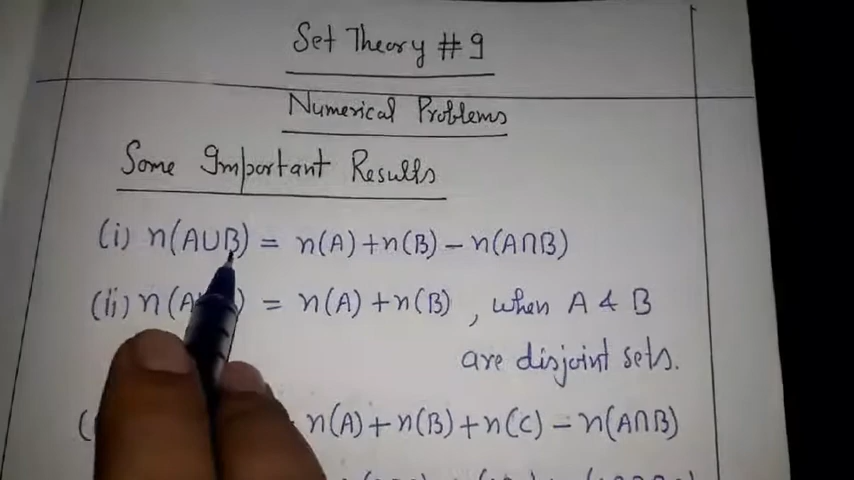 Set Theory #9
Numerical Problems
Some Important Results
(i) n(A∪B) = n(A)+n(B)-n(A∩B)
(ii) n(A ) = n(A)+n(B) , when A & B
are disjoint sets.
( n(A)+n(B)+n(C)-n(A∩B)